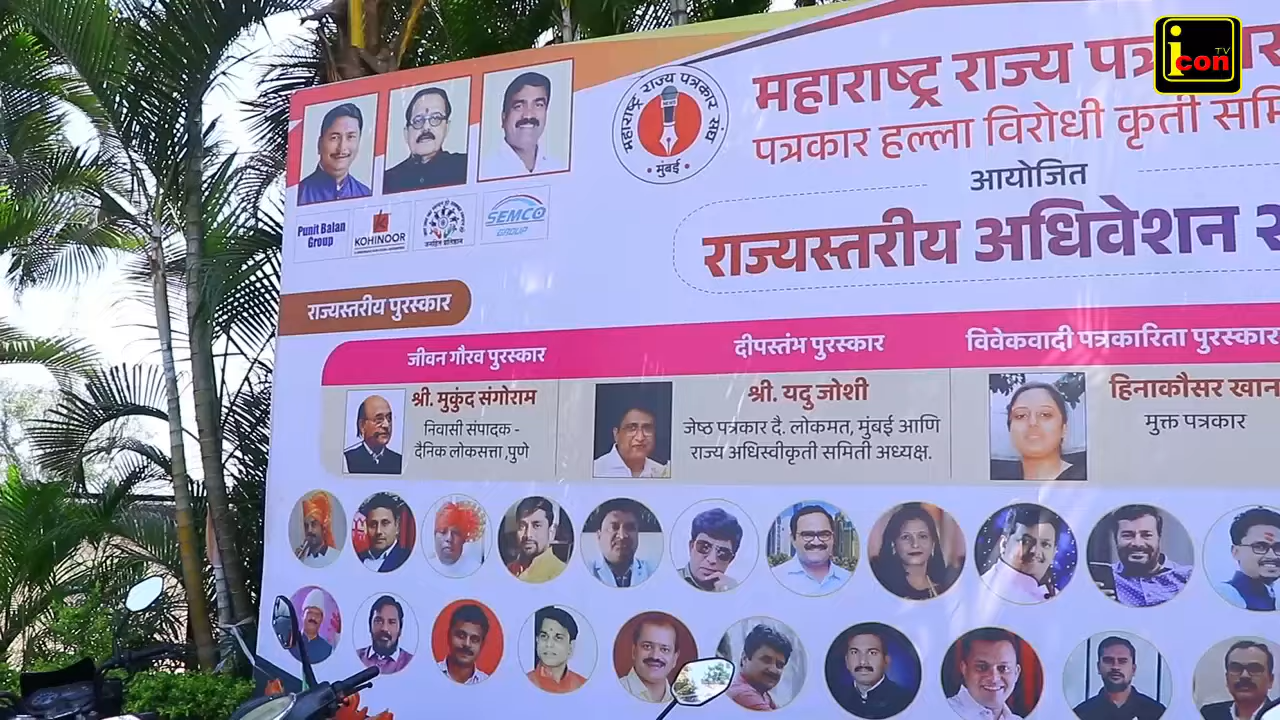 icon TV
महाराष्ट्र राज्य पत्रकार संघ
• मुंबई •
महाराष्ट्र राज्य
पत्रकार हल्ला विरोधी कृती
आयोजित
राज्यस्तरीय अधिवेशन
Punit Balan Group
KOHINOOR
SEMCO GROUP
राज्यस्तरीय पुरस्कार
जीवन गौरव पुरस्कार
श्री. मुकुंद संगोराम
निवासी संपादक -
दैनिक लोकसत्ता ,पुणे
दीपस्तंभ पुरस्कार
श्री. यदु जोशी
जेष्ठ पत्रकार दै. लोकमत, मुंबई आणि
राज्य अधिस्वीकृती समिती अध्यक्ष.
विवेकवादी पत्रकारिता पुरस्कार
हिनाकौसर खान
मुक्त पत्रकार